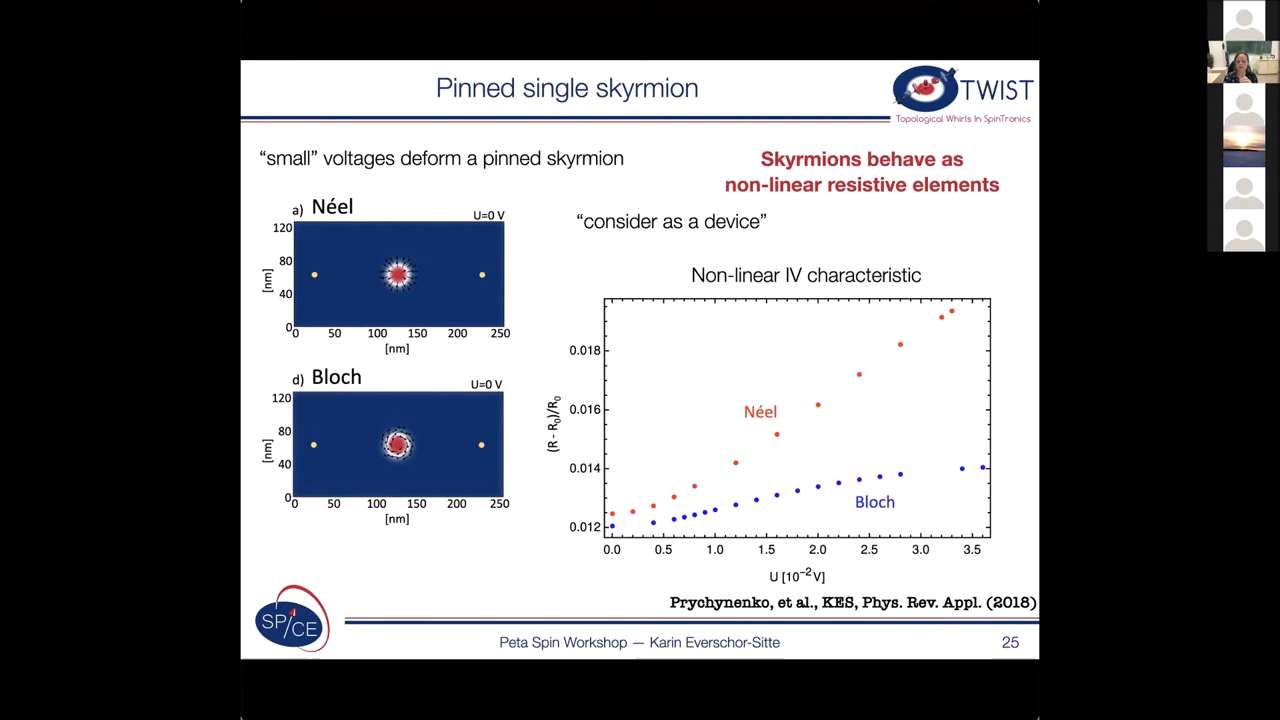 Pinned single skyrmion
TWIST
Topological Whirls In SpinTronics
“small” voltages deform a pinned skyrmion
Skyrmions behave as
non-linear resistive elements
“consider as a device”
a) Néel
U=0 V
120
80
40
0
[nm]
0 50 100 150 200 250
[nm]
d) Bloch
U=0 V
120
80
40
0
[nm]
0 50 100 150 200 250
[nm]
Non-linear IV characteristic
0.018
0.016
0.014
0.012
(R - R₀)/R₀
Néel
Bloch
0.0 0.5 1.0 1.5 2.0 2.5 3.0 3.5
U [10⁻² V]
Prychynenko, et al., KES, Phys. Rev. Appl. (2018)
SPICE
Peta Spin Workshop — Karin Everschor-Sitte
25